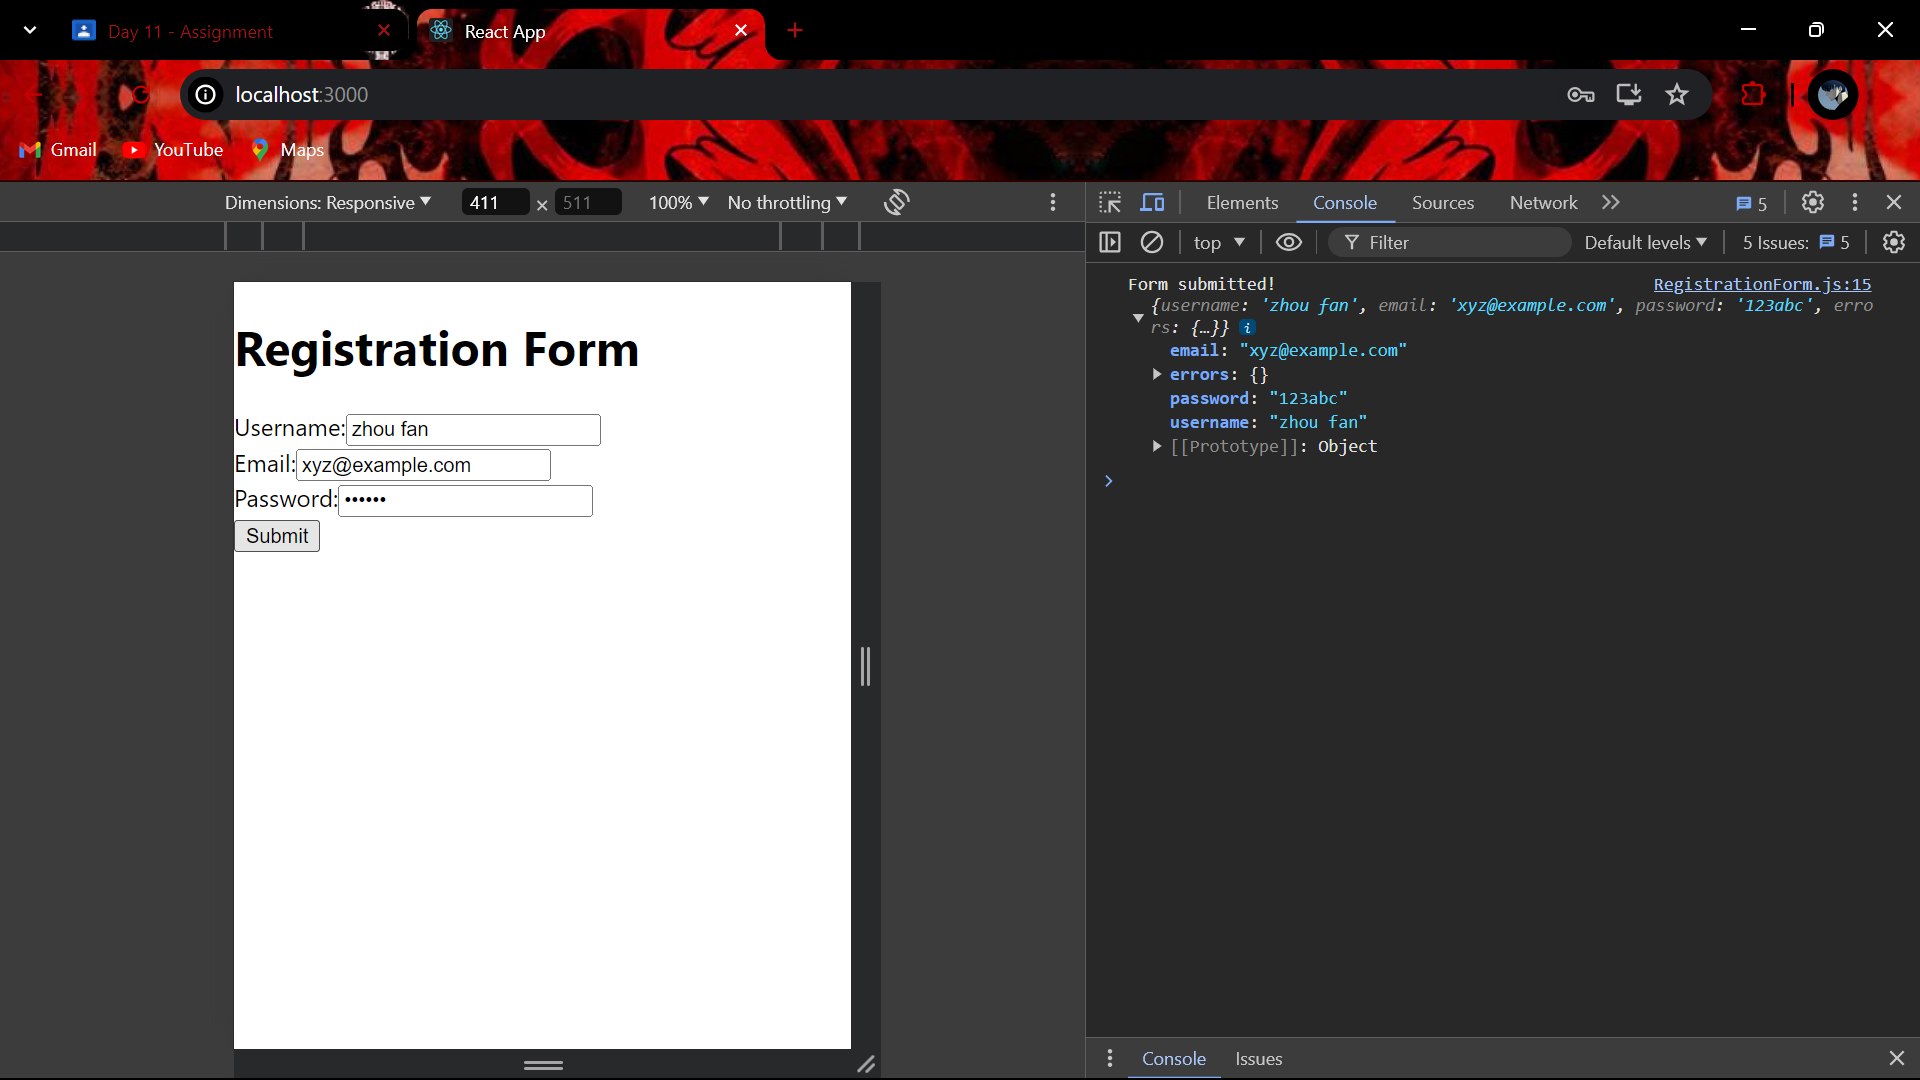 Day 11 - Assignment
React App
localhost:3000
Gmail
YouTube
Maps
Dimensions: Responsive
411 × 511
100%
No throttling
Elements
Console
Sources
Network
5
top
Filter
Default levels
5 Issues: 5
Registration Form
Username: zhou fan
Email: xyz@example.com
Password: ••••••
Submit
Form submitted! RegistrationForm.js:15
{username: 'zhou fan', email: 'xyz@example.com', password: '123abc', erro
rs: {…}} i
email: "xyz@example.com"
errors: {}
password: "123abc"
username: "zhou fan"
[[Prototype]]: Object
Console
Issues